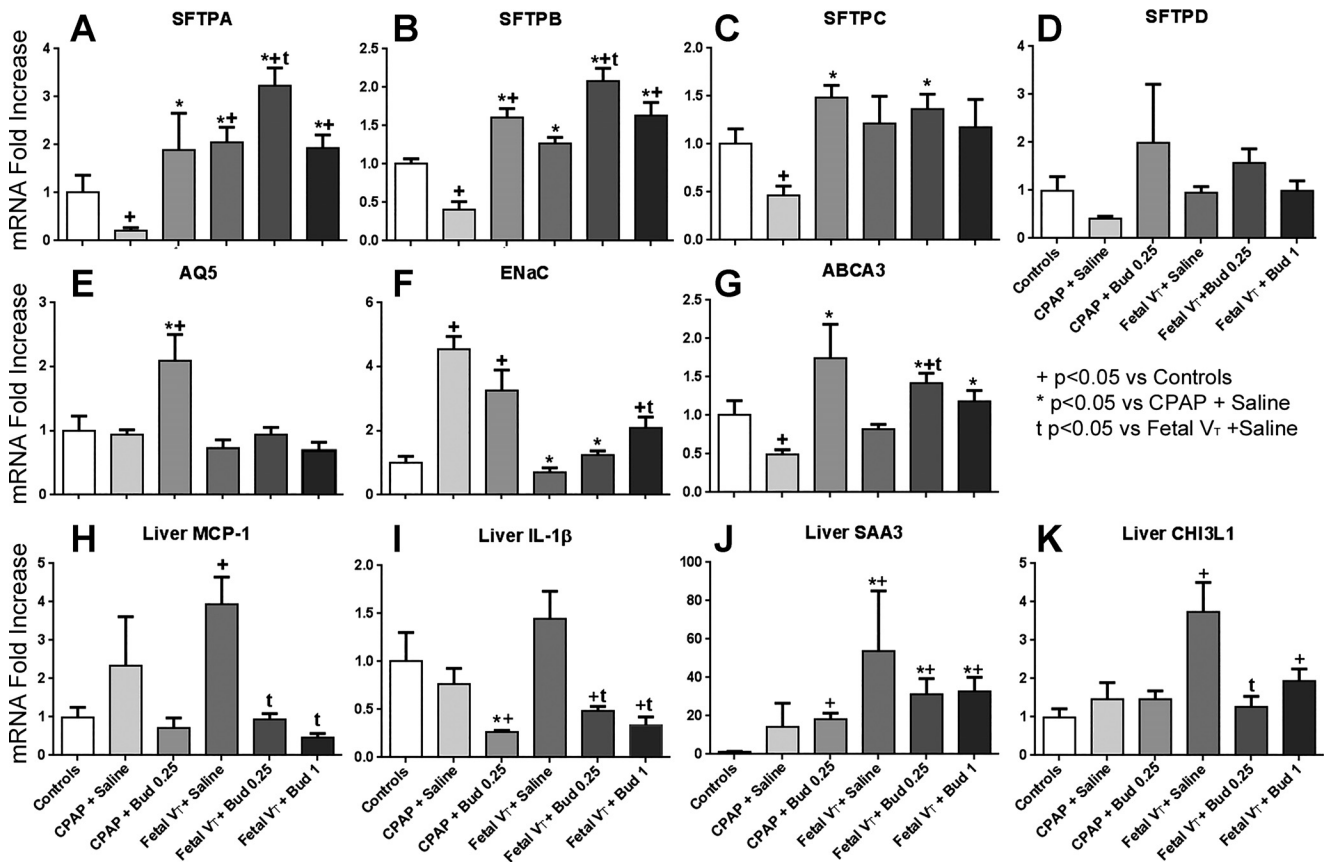 A SFTPA
B SFTPB
C SFTPC
D SFTPD
mRNA Fold Increase
4
3
2
1
0
+
*
*+
*+t
*+
2.5
2.0
1.5
1.0
0.5
0.0
+
*+
*
*+t
*+
2.0
1.5
1.0
0.5
0.0
+
*
*
4
3
2
1
0
Controls
CPAP + Saline
CPAP + Bud 0.25
Fetal VT + Saline
Fetal VT +Bud 0.25
Fetal VT + Bud 1
E AQ5
F ENaC
G ABCA3
mRNA Fold Increase
3
2
1
0
*+
6
4
2
0
+
+
*
*
+t
2.5
2.0
1.5
1.0
0.5
0.0
+
*
*+t
*
+ p<0.05 vs Controls
* p<0.05 vs CPAP + Saline
t p<0.05 vs Fetal VT +Saline
H Liver MCP-1
I Liver IL-1β
J Liver SAA3
K Liver CHI3L1
mRNA Fold Increase
5
4
3
2
1
0
+
t
t
Controls
CPAP + Saline
CPAP + Bud 0.25
Fetal VT + Saline
Fetal VT + Bud 0.25
Fetal VT + Bud 1
2.0
1.5
1.0
0.5
0.0
*+
+t
+t
Controls
CPAP + Saline
CPAP + Bud 0.25
Fetal VT + Saline
Fetal VT + Bud 0.25
Fetal VT + Bud 1
100
80
60
40
20
0
+
*+
*+
*+
Controls
CPAP + Saline
CPAP + Bud 0.25
Fetal VT + Saline
Fetal VT + Bud 0.25
Fetal VT + Bud 1
5
4
3
2
1
0
+
t
+
Controls
CPAP + Saline
CPAP + Bud 0.25
Fetal VT + Saline
Fetal VT + Bud 0.25
Fetal VT + Bud 1